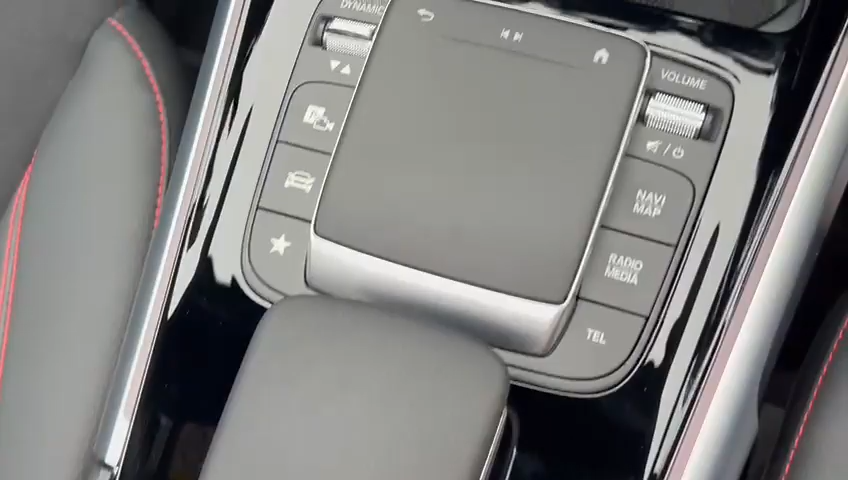 DYNAMIC
VOLUME
NAVI
MAP
RADIO
MEDIA
TEL